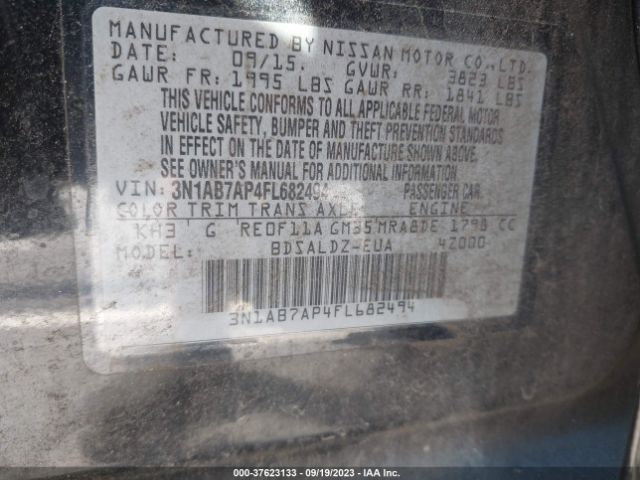 MANUFACTURED BY NISSAN MOTOR CO.,LTD.
DATE: 09/15. GVWR: 3823 LBS
GAWR FR: 1995 LBS GAWR RR: 1841 LBS
THIS VEHICLE CONFORMS TO ALL APPLICABLE FEDERAL MOTOR
VEHICLE SAFETY, BUMPER AND THEFT PREVENTION STANDARDS
IN EFFECT ON THE DATE OF MANUFACTURE SHOWN ABOVE.
SEE OWNER'S MANUAL FOR ADDITIONAL INFORMATION
VIN: 3N1AB7AP4FL682494 PASSENGER CAR.
COLOR TRIM TRANS AXLE ENGINE
KH3 G RE0F11A GM35 MRA8DE 1798 CC
MODEL: BDSALDZ-EUA 4Z000
3N1AB7AP4FL682494
000-37623133 - 09/19/2023 - IAA Inc.